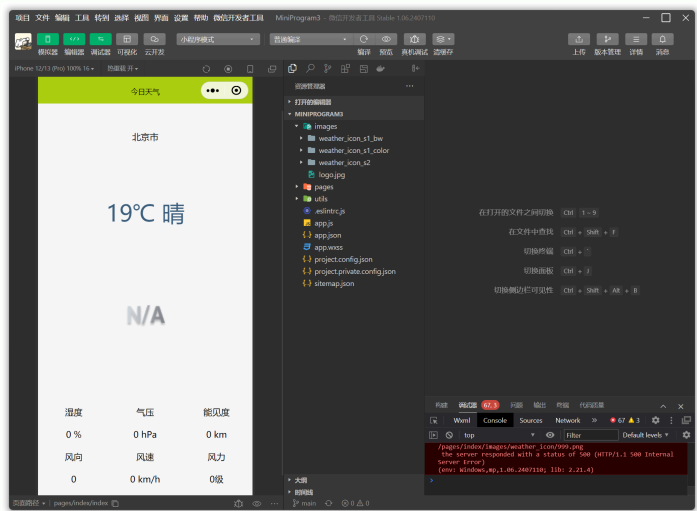 项目 文件 编辑 工具 转到 选择 视图 界面 设置 帮助 微信开发者工具
MiniProgram3 - 微信开发者工具 Stable 1.06.2407110
模拟器 编辑器 调试器 可视化 云开发
小程序模式
普通编译
编译 预览 真机调试 清缓存
上传 版本管理 详情 消息
iPhone 12/13 (Pro) 100% 16
热重载 开
今日天气
北京市
19℃ 晴
N/A
湿度 气压 能见度
0 % 0 hPa 0 km
风向 风速 风力
0 0 km/h 0级
页面路径 pages/index/index
资源管理器
打开的编辑器
MINIPROGRAM3
images
weather_icon_s1_bw
weather_icon_s1_color
weather_icon_s2
logo.jpg
pages
utils
.eslintrc.js
app.js
app.json
app.wxss
project.config.json
project.private.config.json
sitemap.json
大纲
时间线
main 0 0
在打开的文件之间切换 Ctrl 1 ~ 9
在文件中查找 Ctrl + Shift + F
切换终端 Ctrl + `
切换面板 Ctrl + J
切换侧边栏可见性 Ctrl + Shift + Alt + B
构建 调试器 67, 3 问题 输出 终端 代码质量
Wxml Console Sources Network » 67 3
top Filter Default levels
/pages/index/images/weather_icon/999.png
the server responded with a status of 500 (HTTP/1.1 500 Internal
Server Error)
(env: Windows,mp,1.06.2407110; lib: 2.21.4)